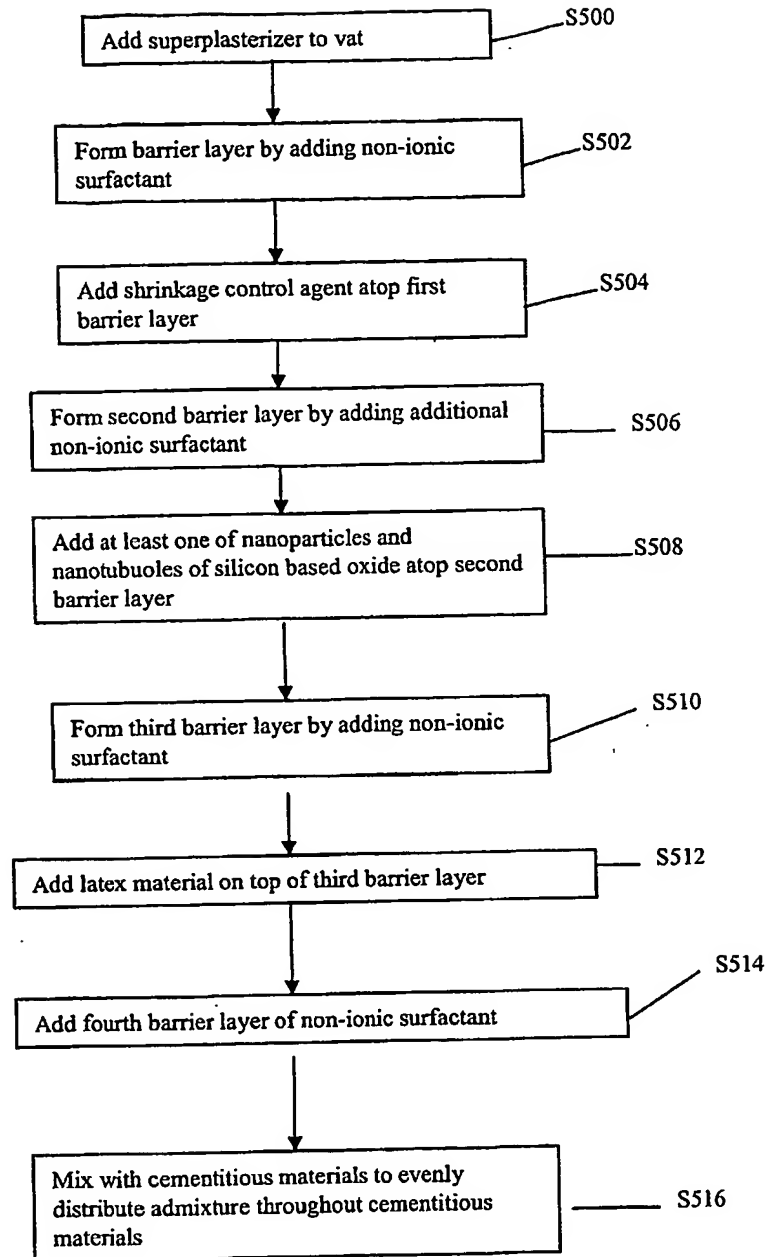 Add superplasterizer to vat
S500
Form barrier layer by adding non-ionic
surfactant
S502
Add shrinkage control agent atop first
barrier layer
S504
Form second barrier layer by adding additional
non-ionic surfactant
S506
Add at least one of nanoparticles and
nanotubuoles of silicon based oxide atop second
barrier layer
S508
Form third barrier layer by adding non-ionic
surfactant
S510
Add latex material on top of third barrier layer
S512
Add fourth barrier layer of non-ionic surfactant
S514
Mix with cementitious materials to evenly
distribute admixture throughout cementitious
materials
S516